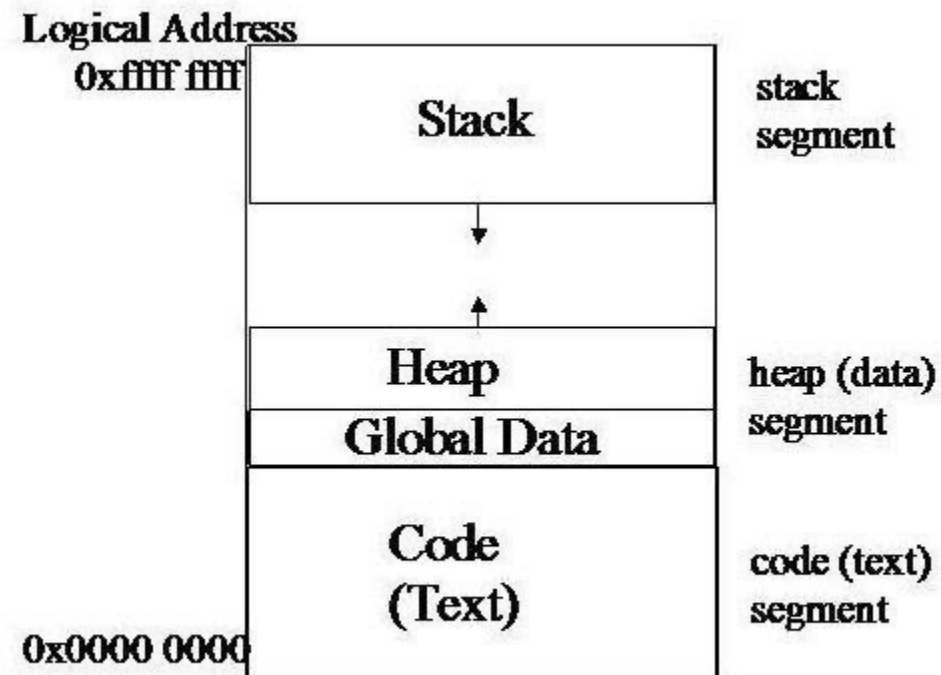 Logical Address
0xffff ffff
Stack
stack
segment
Heap
heap (data)
segment
Global Data
Code
(Text)
code (text)
segment
0x0000 0000